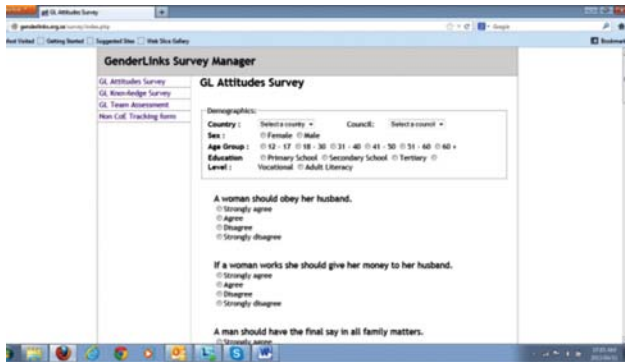 GL Attitudes Survey
genderlinks.org.za/survey/index.php
Google
Most Visited Getting Started Suggested Sites Web Slice Gallery
Bookmarks
GenderLinks Survey Manager
GL Attitudes Survey
GL Knowledge Survey
GL Team Assessment
Non CoE Tracking form
GL Attitudes Survey
Demographics:
Country : Select a country Council: Select a council
Sex : Female Male
Age Group : 12 - 17 18 - 30 31 - 40 41 - 50 51 - 60 60 +
Education Primary School Secondary School Tertiary
Level : Vocational Adult Literacy
A woman should obey her husband.
Strongly agree
Agree
Disagree
Strongly disagree
If a woman works she should give her money to her husband.
Strongly agree
Agree
Disagree
Strongly disagree
A man should have the final say in all family matters.
Strongly agree